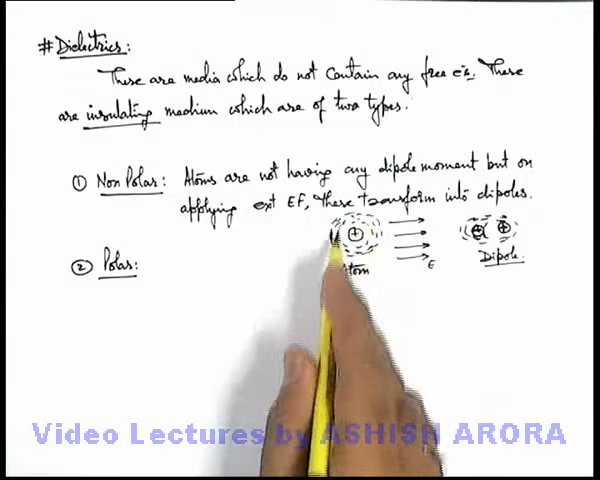 # Dielectrics:
These are media which do not contain any free e⁻s. These
are insulating medium which are of two types.
① Non Polar: Atoms are not having any dipole moment but on
applying ext EF, these transform into dipoles.
+
E
Dipole.
② Polar:
Video Lectures by ASHISH ARORA